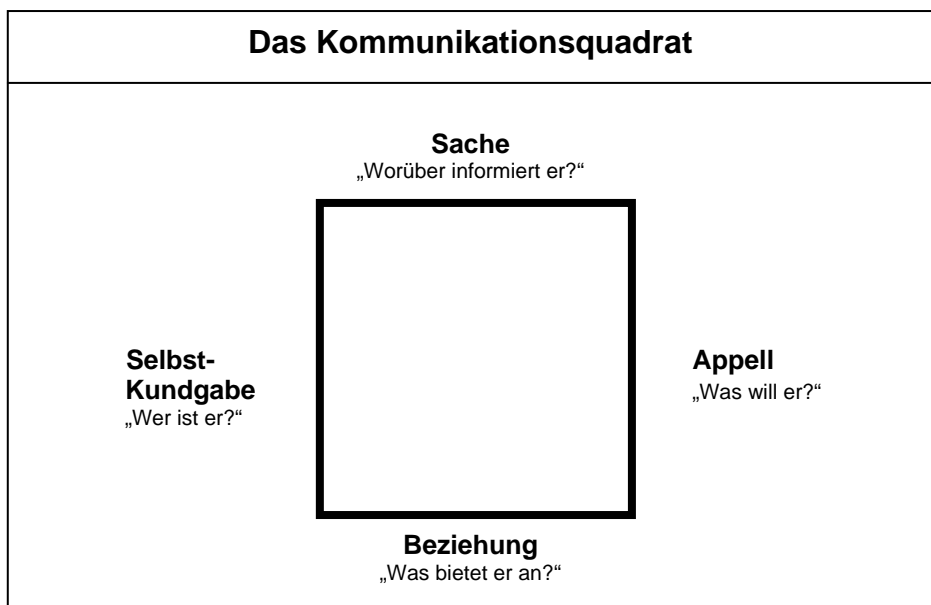 Das Kommunikationsquadrat
Sache
„Worüber informiert er?“
Selbst-
Kundgabe
„Wer ist er?“
Appell
„Was will er?“
Beziehung
„Was bietet er an?“